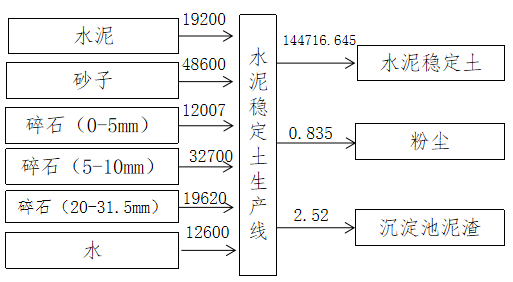 水泥
19200
砂子
48600
碎石（0-5mm）
12007
碎石（5-10mm）
32700
碎石（20-31.5mm）
19620
水
12600
水泥稳定土生产线
144716.645
水泥稳定土
0.835
粉尘
2.52
沉淀池泥渣